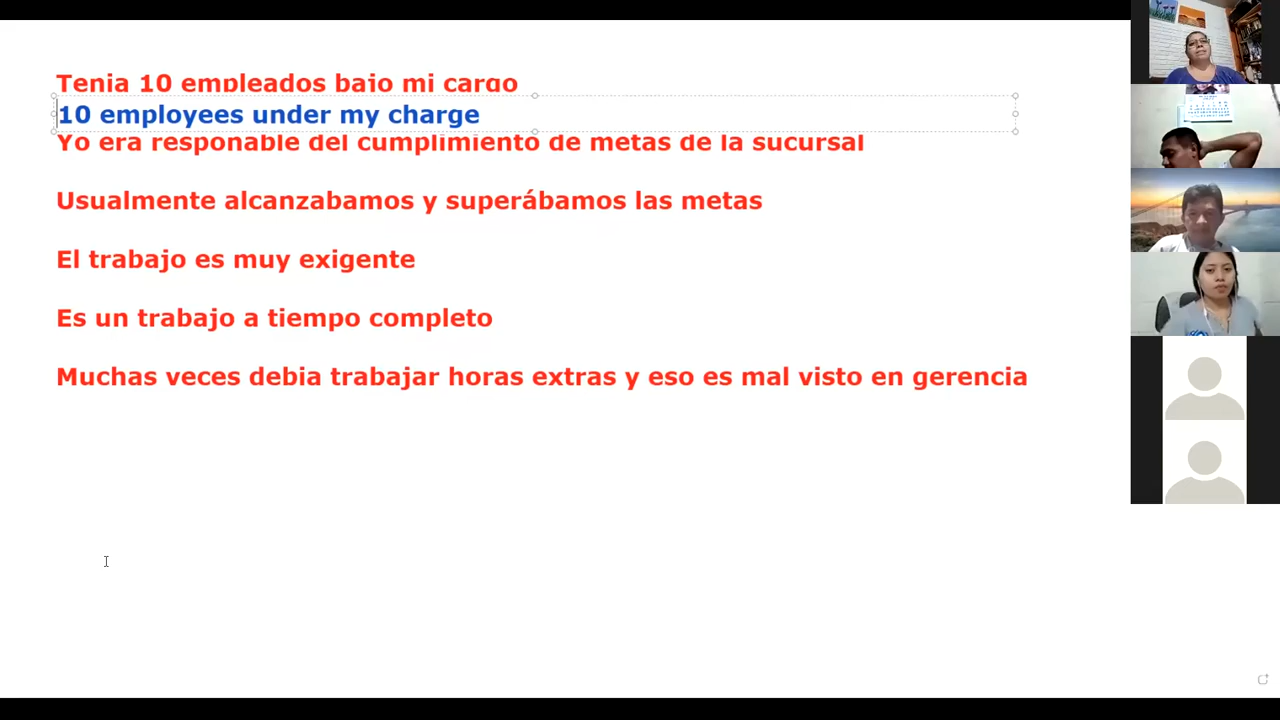 Tenia 10 empleados bajo mi cargo
10 employees under my charge
Yo era responable del cumplimiento de metas de la sucursal
Usualmente alcanzabamos y superábamos las metas
El trabajo es muy exigente
Es un trabajo a tiempo completo
Muchas veces debia trabajar horas extras y eso es mal visto en gerencia